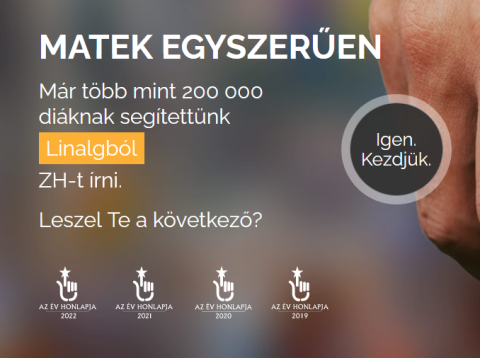 MATEK EGYSZERŰEN
Már több mint 200 000
diáknak segítettünk
Linalgból
ZH-t írni.
Leszel Te a következő?
Igen.
Kezdjük.
AZ ÉV HONLAPJA
2022
AZ ÉV HONLAPJA
2021
AZ ÉV HONLAPJA
2020
AZ ÉV HONLAPJA
2019